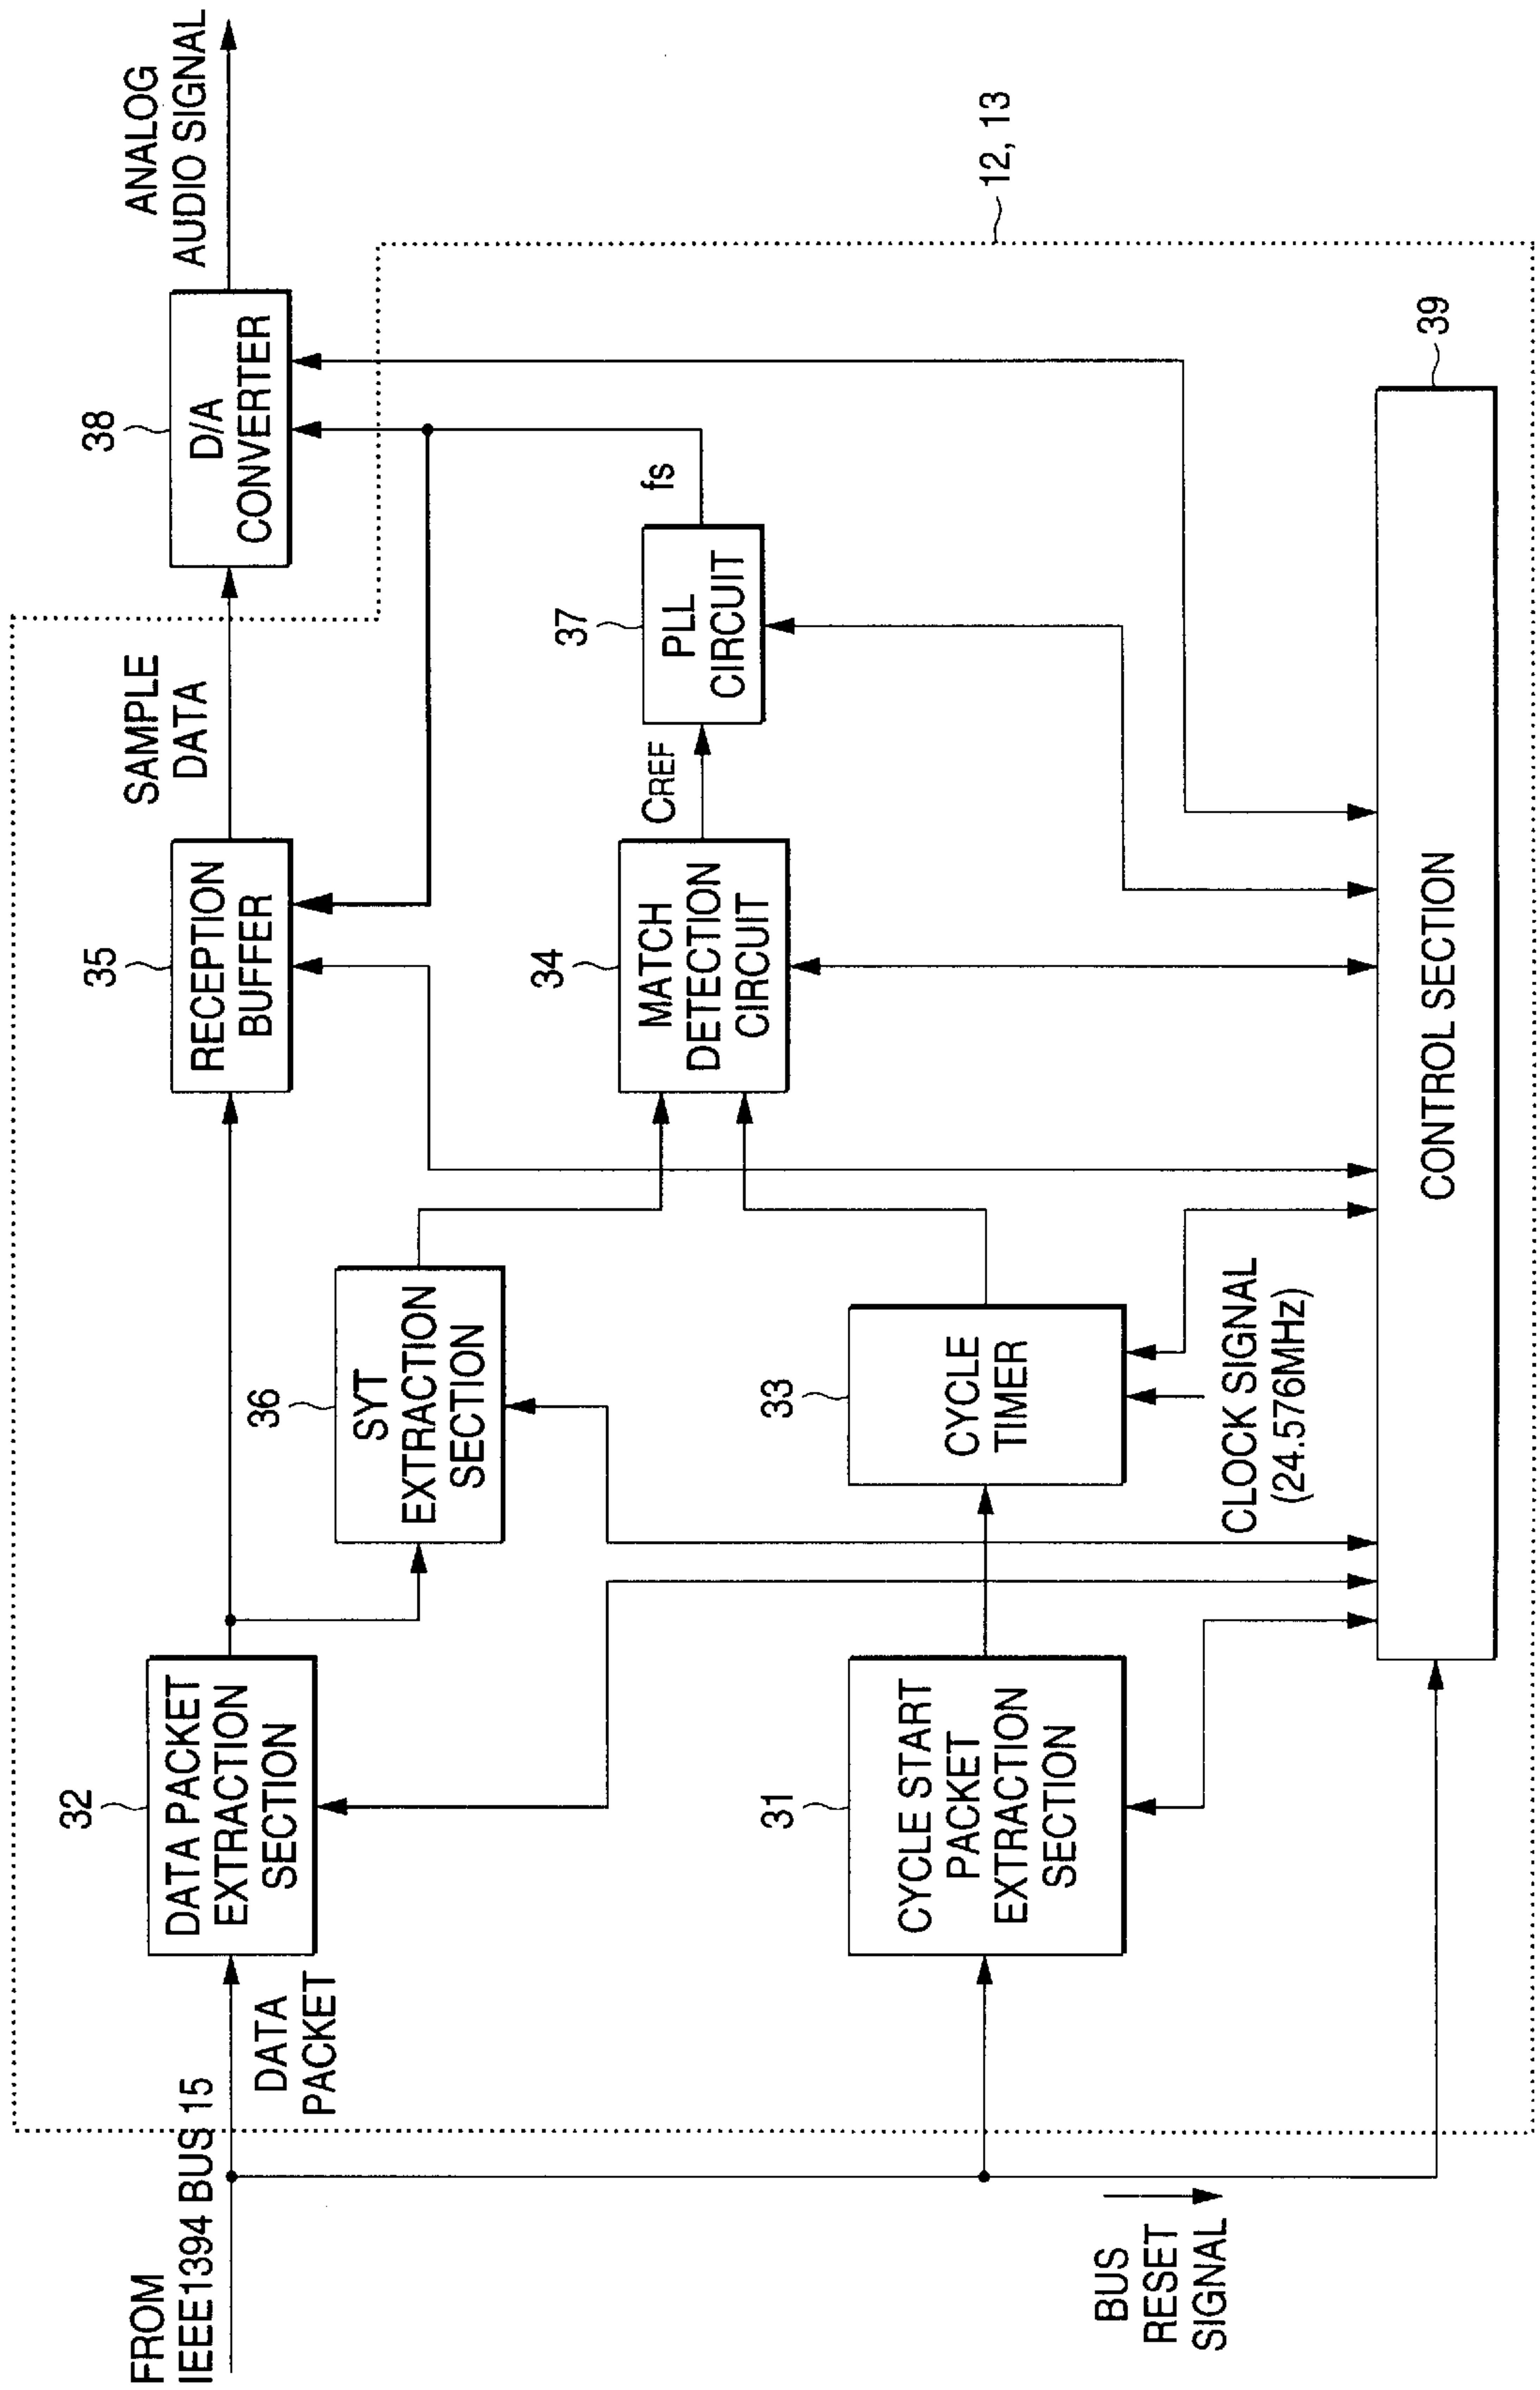 FROM
IEEE1394 BUS 15
DATA
PACKET
32
DATA PACKET
EXTRACTION
SECTION
36
SYT
EXTRACTION
SECTION
35
RECEPTION
BUFFER
SAMPLE
DATA
38
D/A
CONVERTER
ANALOG
AUDIO SIGNAL
31
CYCLE START
PACKET
EXTRACTION
SECTION
33
CYCLE
TIMER
CLOCK SIGNAL
(24.576MHz)
34
MATCH
DETECTION
CIRCUIT
CREF
37
PLL
CIRCUIT
fs
12, 13
BUS
RESET
SIGNAL
CONTROL SECTION
39